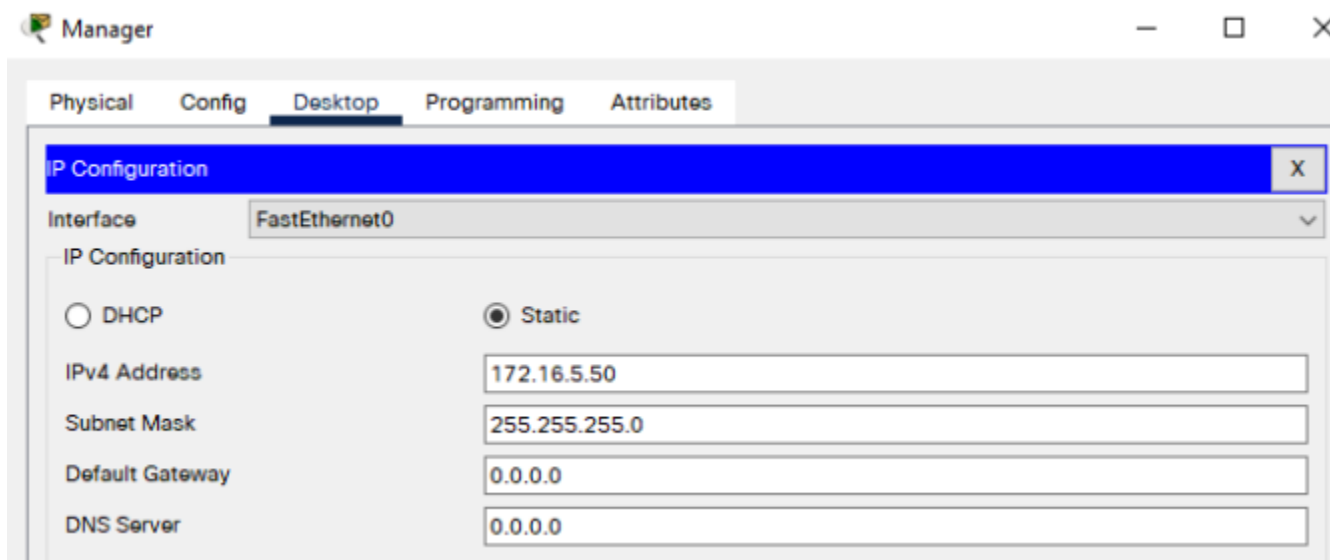 Manager
Physical Config Desktop Programming Attributes
IP Configuration X
Interface FastEthernet0
IP Configuration
DHCP Static
IPv4 Address 172.16.5.50
Subnet Mask 255.255.255.0
Default Gateway 0.0.0.0
DNS Server 0.0.0.0